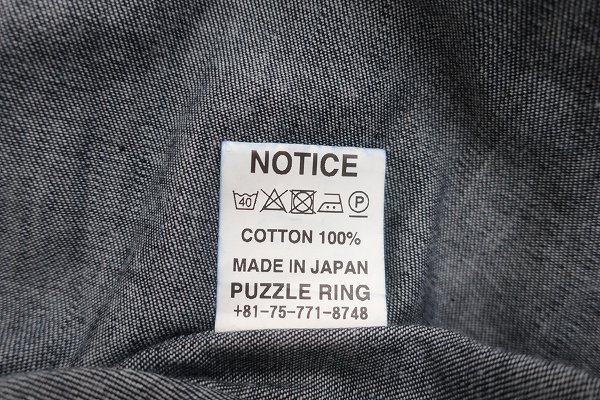 NOTICE
40 P
COTTON 100%
MADE IN JAPAN
PUZZLE RING
+81-75-771-8748